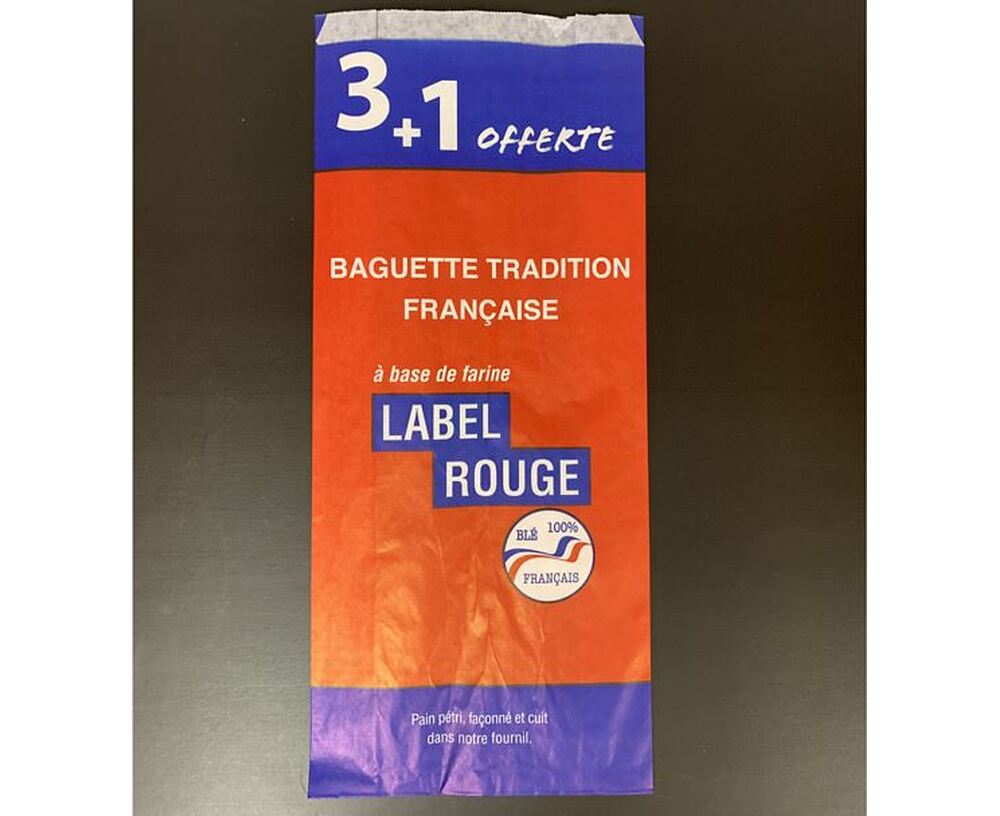 3+1 OFFERTE
BAGUETTE TRADITION
FRANÇAISE
à base de farine
LABEL
ROUGE
BLÉ 100%
FRANÇAIS
Pain pétri, façonné et cuit
dans notre fournil.